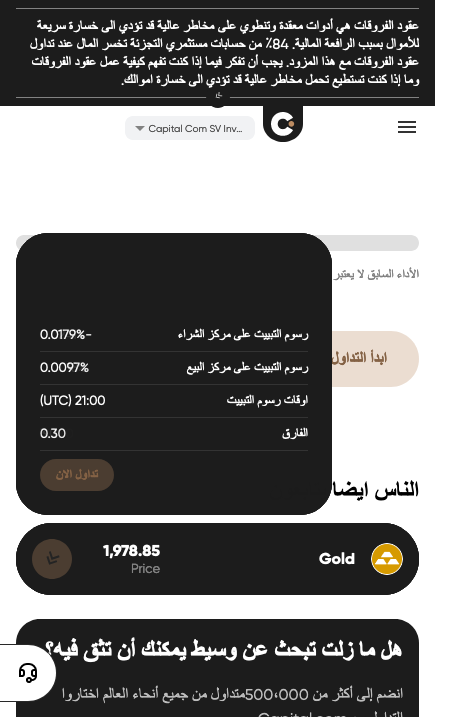 عقود الفروقات هي أدوات معقدة وتنطوي على مخاطر عالية قد تؤدي الى خسارة سريعة
للأموال بسبب الرافعة المالية. 84٪ من حسابات مستثمري التجزئة تخسر المال عند تداول
عقود الفروقات مع هذا المزود. يجب أن تفكر فيما إذا كنت تفهم كيفية عمل عقود الفروقات
وما إذا كنت تستطيع تحمل مخاطر عالية قد تؤدي الى خسارة اموالك.
Capital Com SV Inv...
الأداء السابق لا يعتبر
رسوم التبييت على مركز الشراء -0.0179%
رسوم التبييت على مركز البيع 0.0097%
اوقات رسوم التبييت 21:00 (UTC)
الفارق 0.30
ابدأ التداول
تداول الان
الناس ايضا
Gold 1,978.85
Price
هل ما زلت تبحث عن وسيط يمكنك أن تثق فيه؟
انضم إلى أكثر من 500،000متداول من جميع أنحاء العالم اختاروا
التداول مع Capital.com